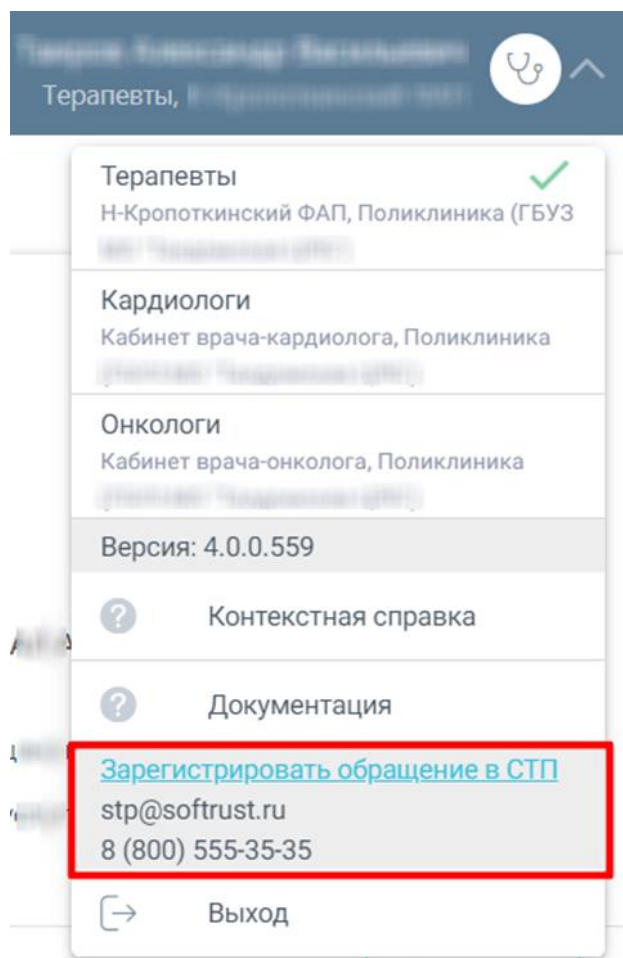 Терапевты,
Терапевты
Н-Кропоткинский ФАП, Поликлиника (ГБУЗ
Кардиологи
Кабинет врача-кардиолога, Поликлиника
Онкологи
Кабинет врача-онколога, Поликлиника
Версия: 4.0.0.559
Контекстная справка
Документация
Зарегистрировать обращение в СТП
stp@softrust.ru
8 (800) 555-35-35
Выход